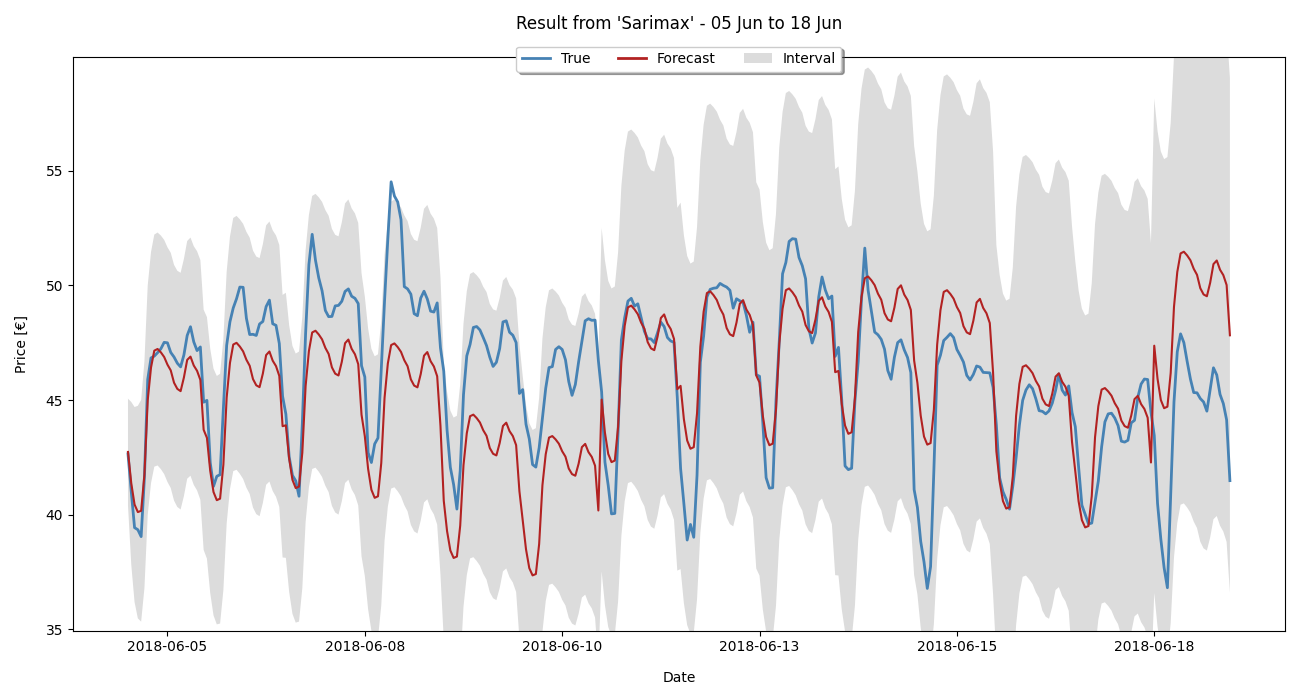 Result from 'Sarimax' - 05 Jun to 18 Jun
True Forecast Interval
Price [€]
55
50
45
40
35
2018-06-05 2018-06-08 2018-06-10 2018-06-13 2018-06-15 2018-06-18
Date